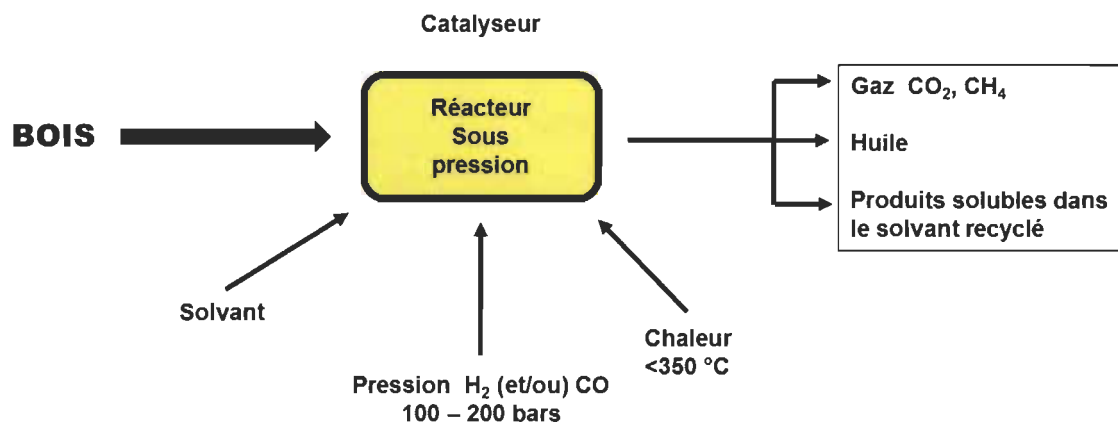 Catalyseur
BOIS
Réacteur
Sous
pression
Gaz CO₂, CH₄
Huile
Produits solubles dans
le solvant recyclé
Solvant
Chaleur
<350 °C
Pression H₂ (et/ou) CO
100 – 200 bars